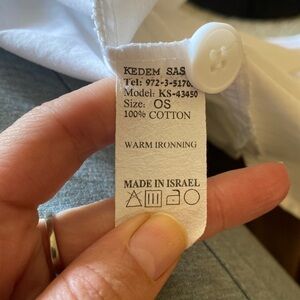 KEDEM SAS
Tel: 972-3-5170
Model: KS-43450
Size: OS
100% COTTON
WARM IRONNING
MADE IN ISRAEL